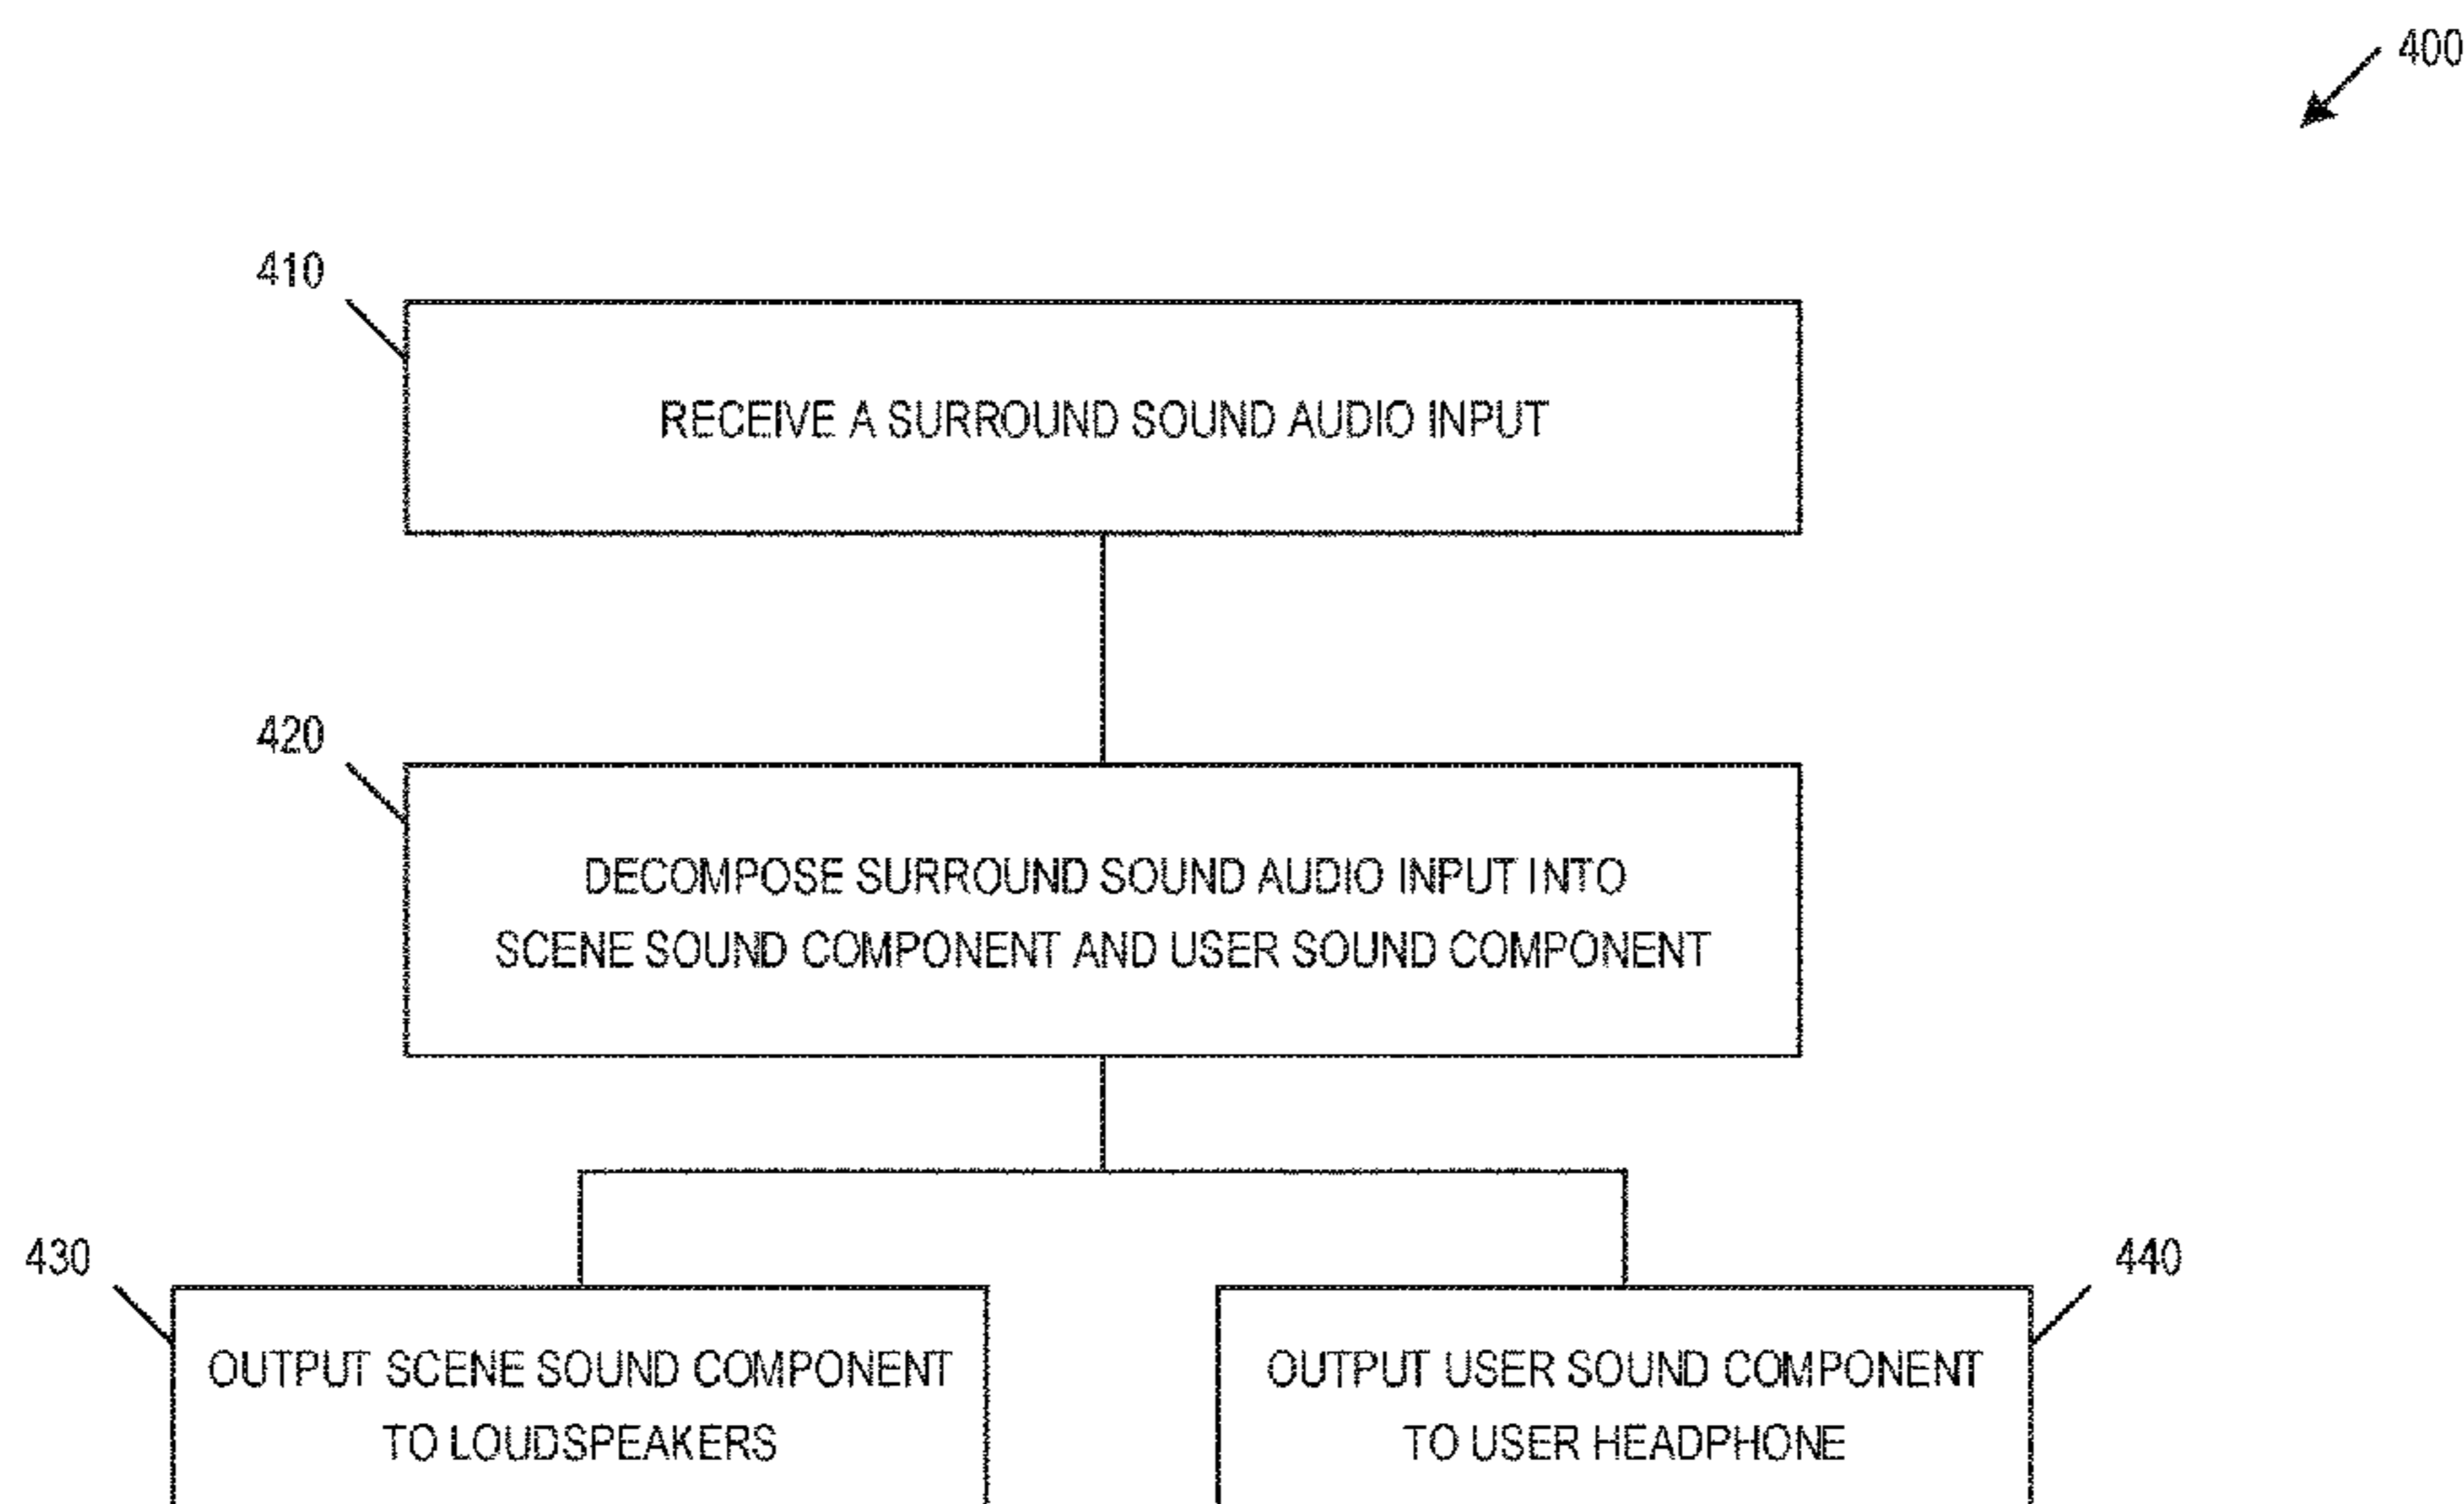 400
410
RECEIVE A SURROUND SOUND AUDIO INPUT
420
DECOMPOSE SURROUND SOUND AUDIO INPUT INTO
SCENE SOUND COMPONENT AND USER SOUND COMPONENT
430
OUTPUT SCENE SOUND COMPONENT
TO LOUDSPEAKERS
440
OUTPUT USER SOUND COMPONENT
TO USER HEADPHONE